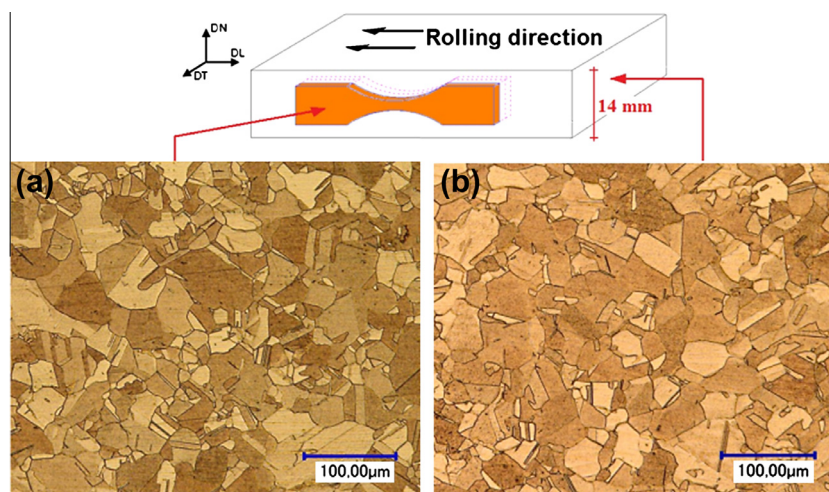 DN
DL
DT
Rolling direction
14 mm
(a)
(b)
100,00µm
100,00µm